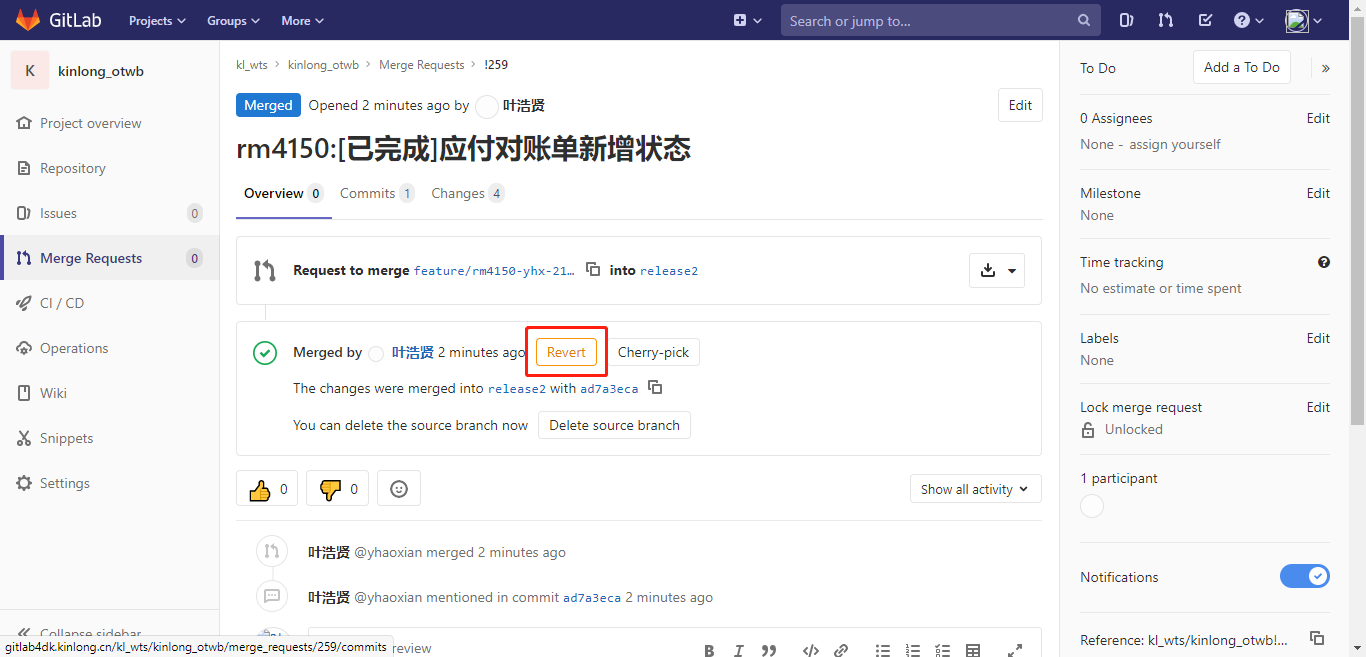 GitLab Projects Groups More Search or jump to...
K kinlong_otwb
Project overview
Repository
Issues 0
Merge Requests 0
CI / CD
Operations
Wiki
Snippets
Settings
Collapse sidebar
kl_wts > kinlong_otwb > Merge Requests > !259
Merged Opened 2 minutes ago by 叶浩贤 Edit
rm4150:[已完成]应付对账单新增状态
Overview 0 Commits 1 Changes 4
Request to merge feature/rm4150-yhx-21… into release2
Merged by 叶浩贤 2 minutes ago Revert Cherry-pick
The changes were merged into release2 with ad7a3eca
You can delete the source branch now Delete source branch
0 0 Show all activity
叶浩贤 @yhaoxian merged 2 minutes ago
叶浩贤 @yhaoxian mentioned in commit ad7a3eca 2 minutes ago
review
B I
To Do Add a To Do »
0 Assignees Edit
None - assign yourself
Milestone Edit
None
Time tracking
No estimate or time spent
Labels Edit
None
Lock merge request Edit
Unlocked
1 participant
Notifications
Reference: kl_wts/kinlong_otwb!...
gitlab4dk.kinlong.cn/kl_wts/kinlong_otwb/merge_requests/259/commits